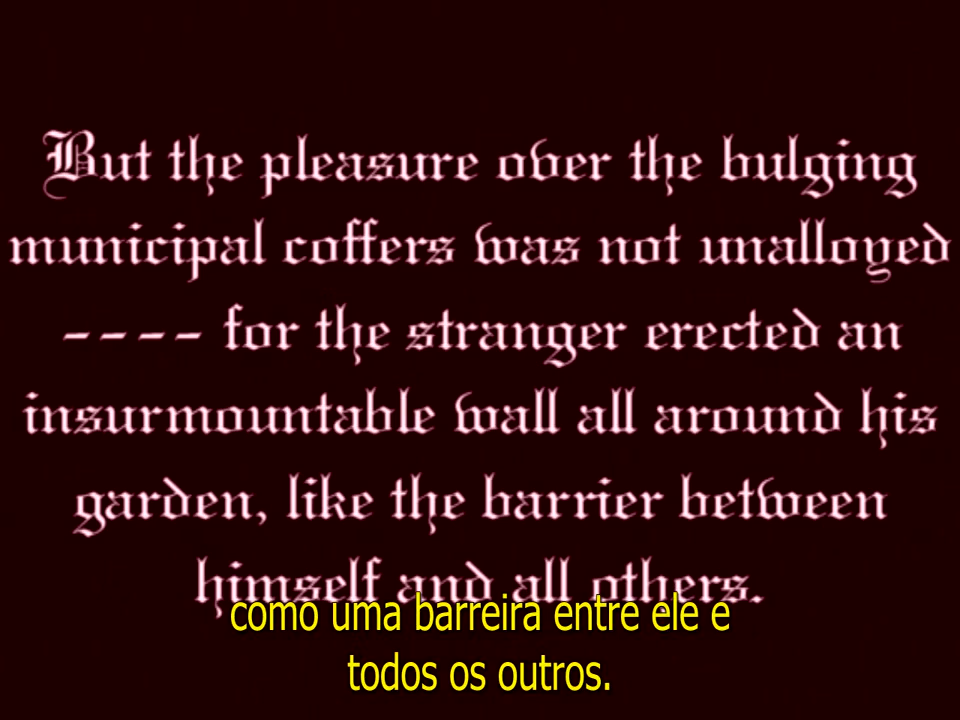 But the pleasure over the bulging
municipal coffers was not unalloyed
---- for the stranger erected an
insurmountable wall all around his
garden, like the barrier between
himself and all others.
como uma barreira entre ele e
todos os outros.